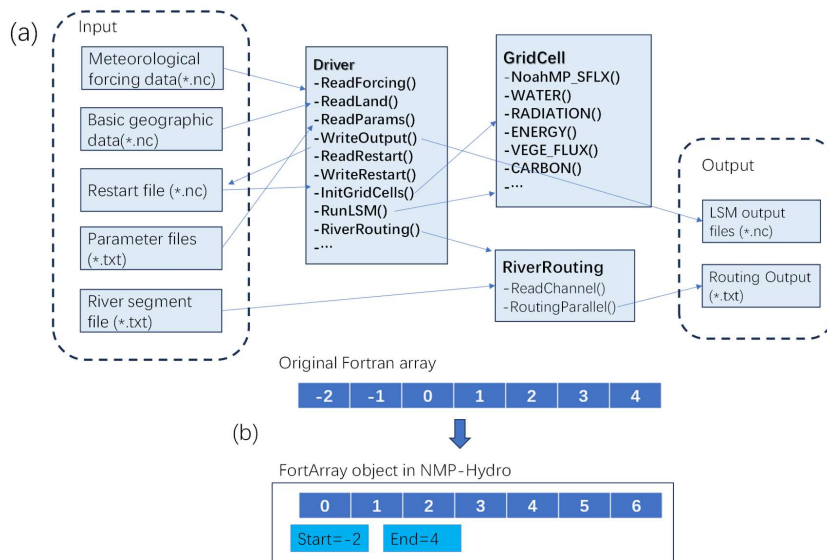 (a)
Input
Meteorological
forcing data(*.nc)
Basic geographic
data(*.nc)
Restart file (*.nc)
Parameter files
(*.txt)
River segment
file (*.txt)
Driver
-ReadForcing()
-ReadLand()
-ReadParams()
-WriteOutput()
-ReadRestart()
-WriteRestart()
-InitGridCells()
-RunLSM()
-RiverRouting()
-...
GridCell
-NoahMP_SFLX()
-WATER()
-RADIATION()
-ENERGY()
-VEGE_FLUX()
-CARBON()
-...
RiverRouting
-ReadChannel()
-RoutingParallel()
Output
LSM output
files (*.nc)
Routing Output
(*.txt)
Original Fortran array
-2 -1 0 1 2 3 4
(b)
FortArray object in NMP-Hydro
0 1 2 3 4 5 6
Start=-2 End=4